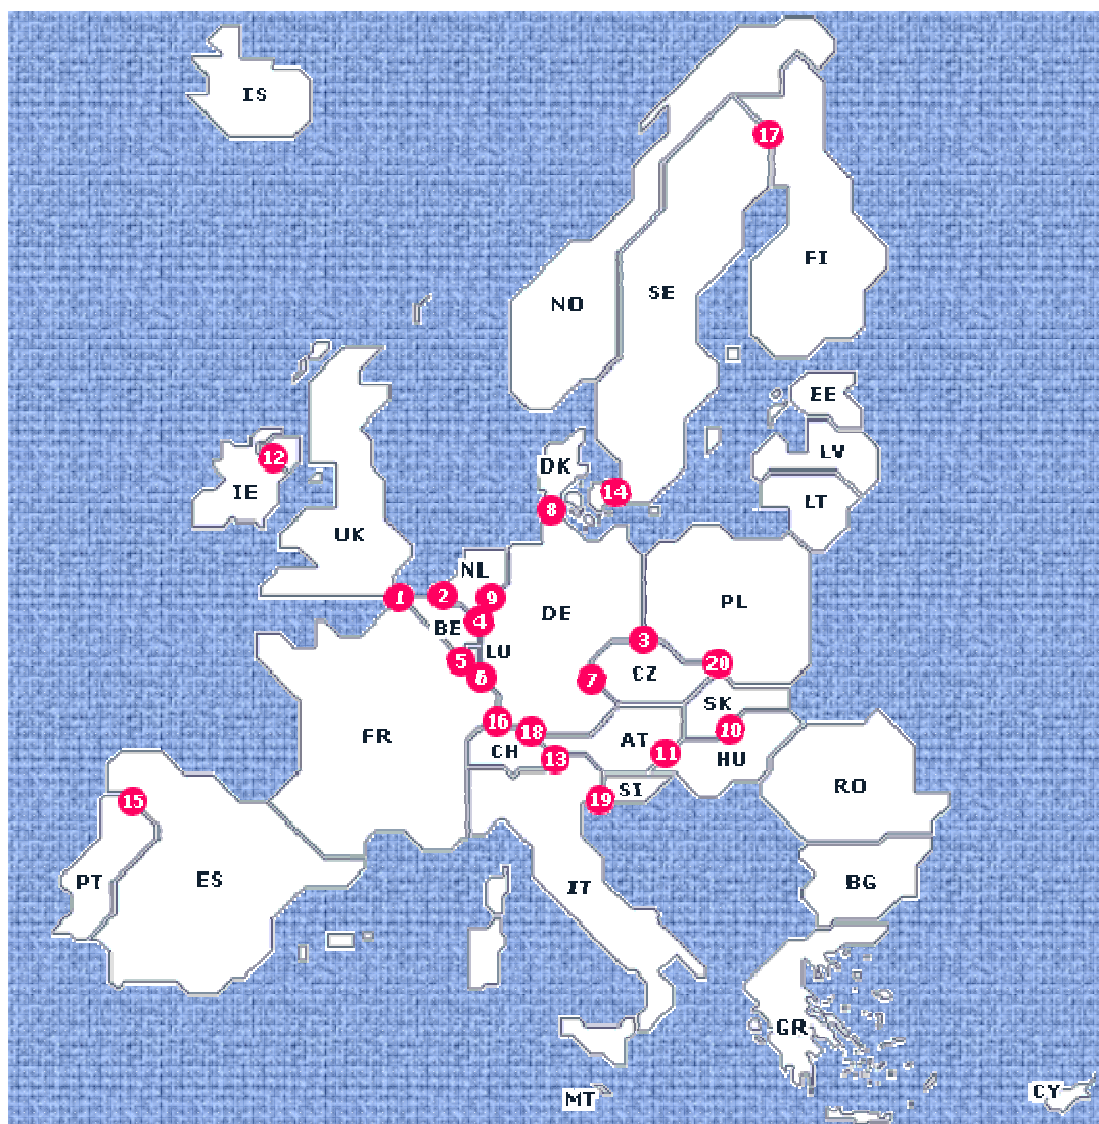 IS
17
FI
SE
NO
EE
LV
DK
12
IE
14
LT
8
UK
NL
1
2
9
PL
DE
4
BE
3
LU
5
20
CZ
6
7
SK
16
10
18
FR
AT
CH
11
13
HU
RO
SI
19
15
ES
PT
BG
IT
GR
CY
MT